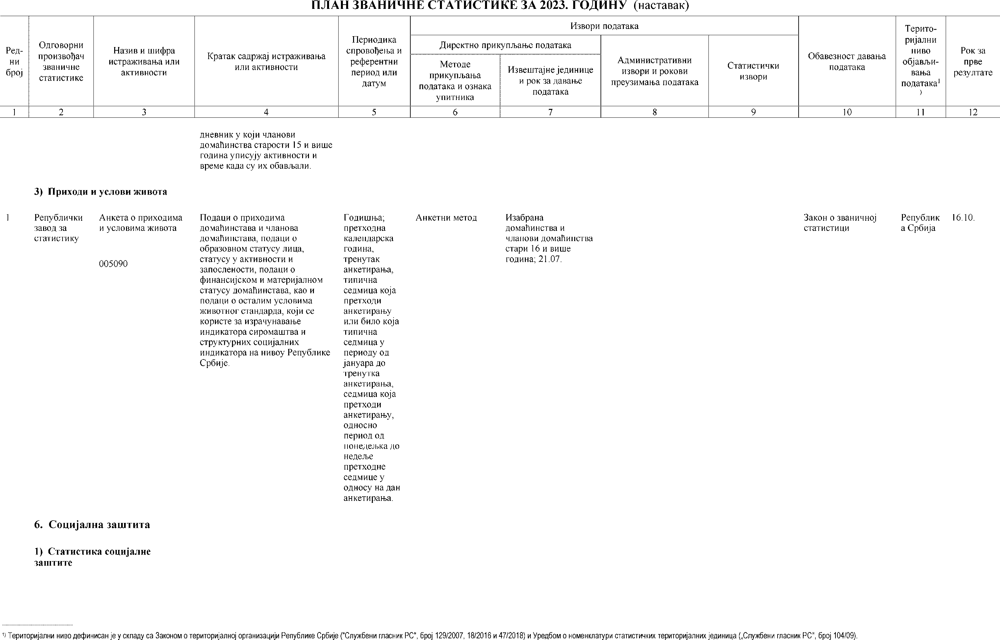 ПЛАН ЗВАНИЧНЕ СТАТИСТИКЕ ЗА 2023. ГОДИНУ (наставак)
Ред-
ни
број
Одговорни
произвођач
званичне
статистике
Назив и шифра
истраживања или
активности
Кратак садржај истраживања
или активности
Периодика
спровођења и
референтни
период или
датум
Извори података
Директно прикупљање података
Методе
прикупљања
података и ознака
упитника
Извештајне јединице
и рок за давање
података
Административни
извори и рокови
преузимања података
Статистички
извори
Обавезност давања
података
Терито-
ријални
ниво
објављи-
вања
података¹
⁾
Рок за
прве
резултате
1 2 3 4 5 6 7 8 9 10 11 12
дневник у који чланови
домаћинства старости 15 и више
година уписују активности и
време када су их обављали.
3) Приходи и услови живота
1
Републички
завод за
статистику
Анкета о приходима
и условима живота
005090
Подаци о приходима
домаћинстава и чланова
домаћинстава, подаци о
образовном статусу лица,
статусу у активности и
запослености, подаци о
финансијском и материјалном
статусу домаћинстава, као и
подаци о осталим условима
животног стандарда, који се
користе за израчунавање
индикатора сиромаштва и
структурних социјалних
индикатора на нивоу Републике
Србије.
Годишња;
претходна
календарска
година,
тренутак
анкетирања,
типична
седмица која
претходи
анкетирању
или било која
типична
седмица у
периоду од
јануара до
тренутка
анкетирања,
седмица која
претходи
анкетирању,
односно
период од
понедељка до
недеље
претходне
седмице у
односу на дан
анкетирања.
Анкетни метод
Изабрана
домаћинства и
чланови домаћинства
стари 16 и више
година; 21.07.
Закон о званичној
статистици
Републик
а Србија
16.10.
6. Социјална заштита
1) Статистика социјалне
заштите
¹⁾ Територијални ниво дефинисан је у складу са Законом о територијалној организацији Републике Србије ("Службени гласник РС", број 129/2007, 18/2016 и 47/2018) и Уредбом о номенклатури статистичких територијалних јединица („Службени гласник РС", број 104/09).